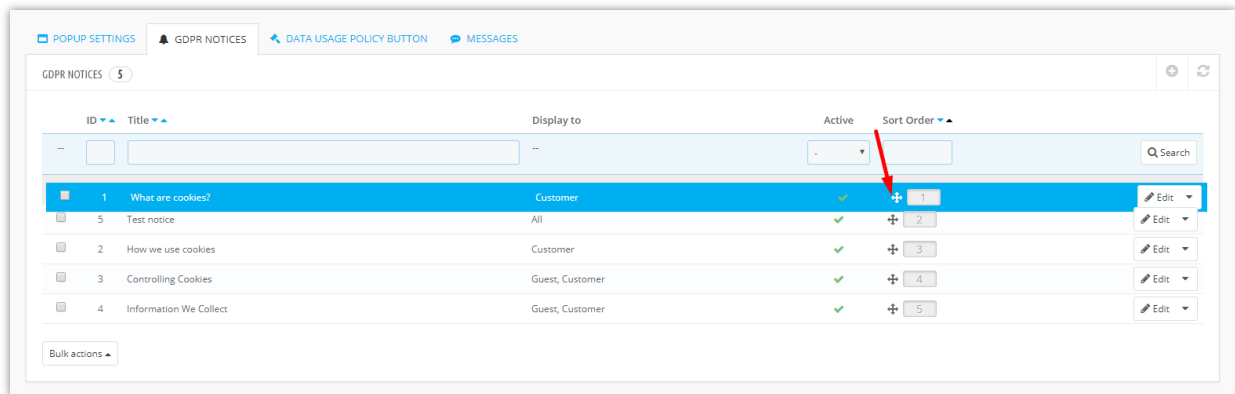 POPUP SETTINGS GDPR NOTICES DATA USAGE POLICY BUTTON MESSAGES
GDPR NOTICES 5
ID Title Display to Active Sort Order
-- -- - Search
1 What are cookies? Customer 1 Edit
5 Test notice All 2 Edit
2 How we use cookies Customer 3 Edit
3 Controlling Cookies Guest, Customer 4 Edit
4 Information We Collect Guest, Customer 5 Edit
Bulk actions